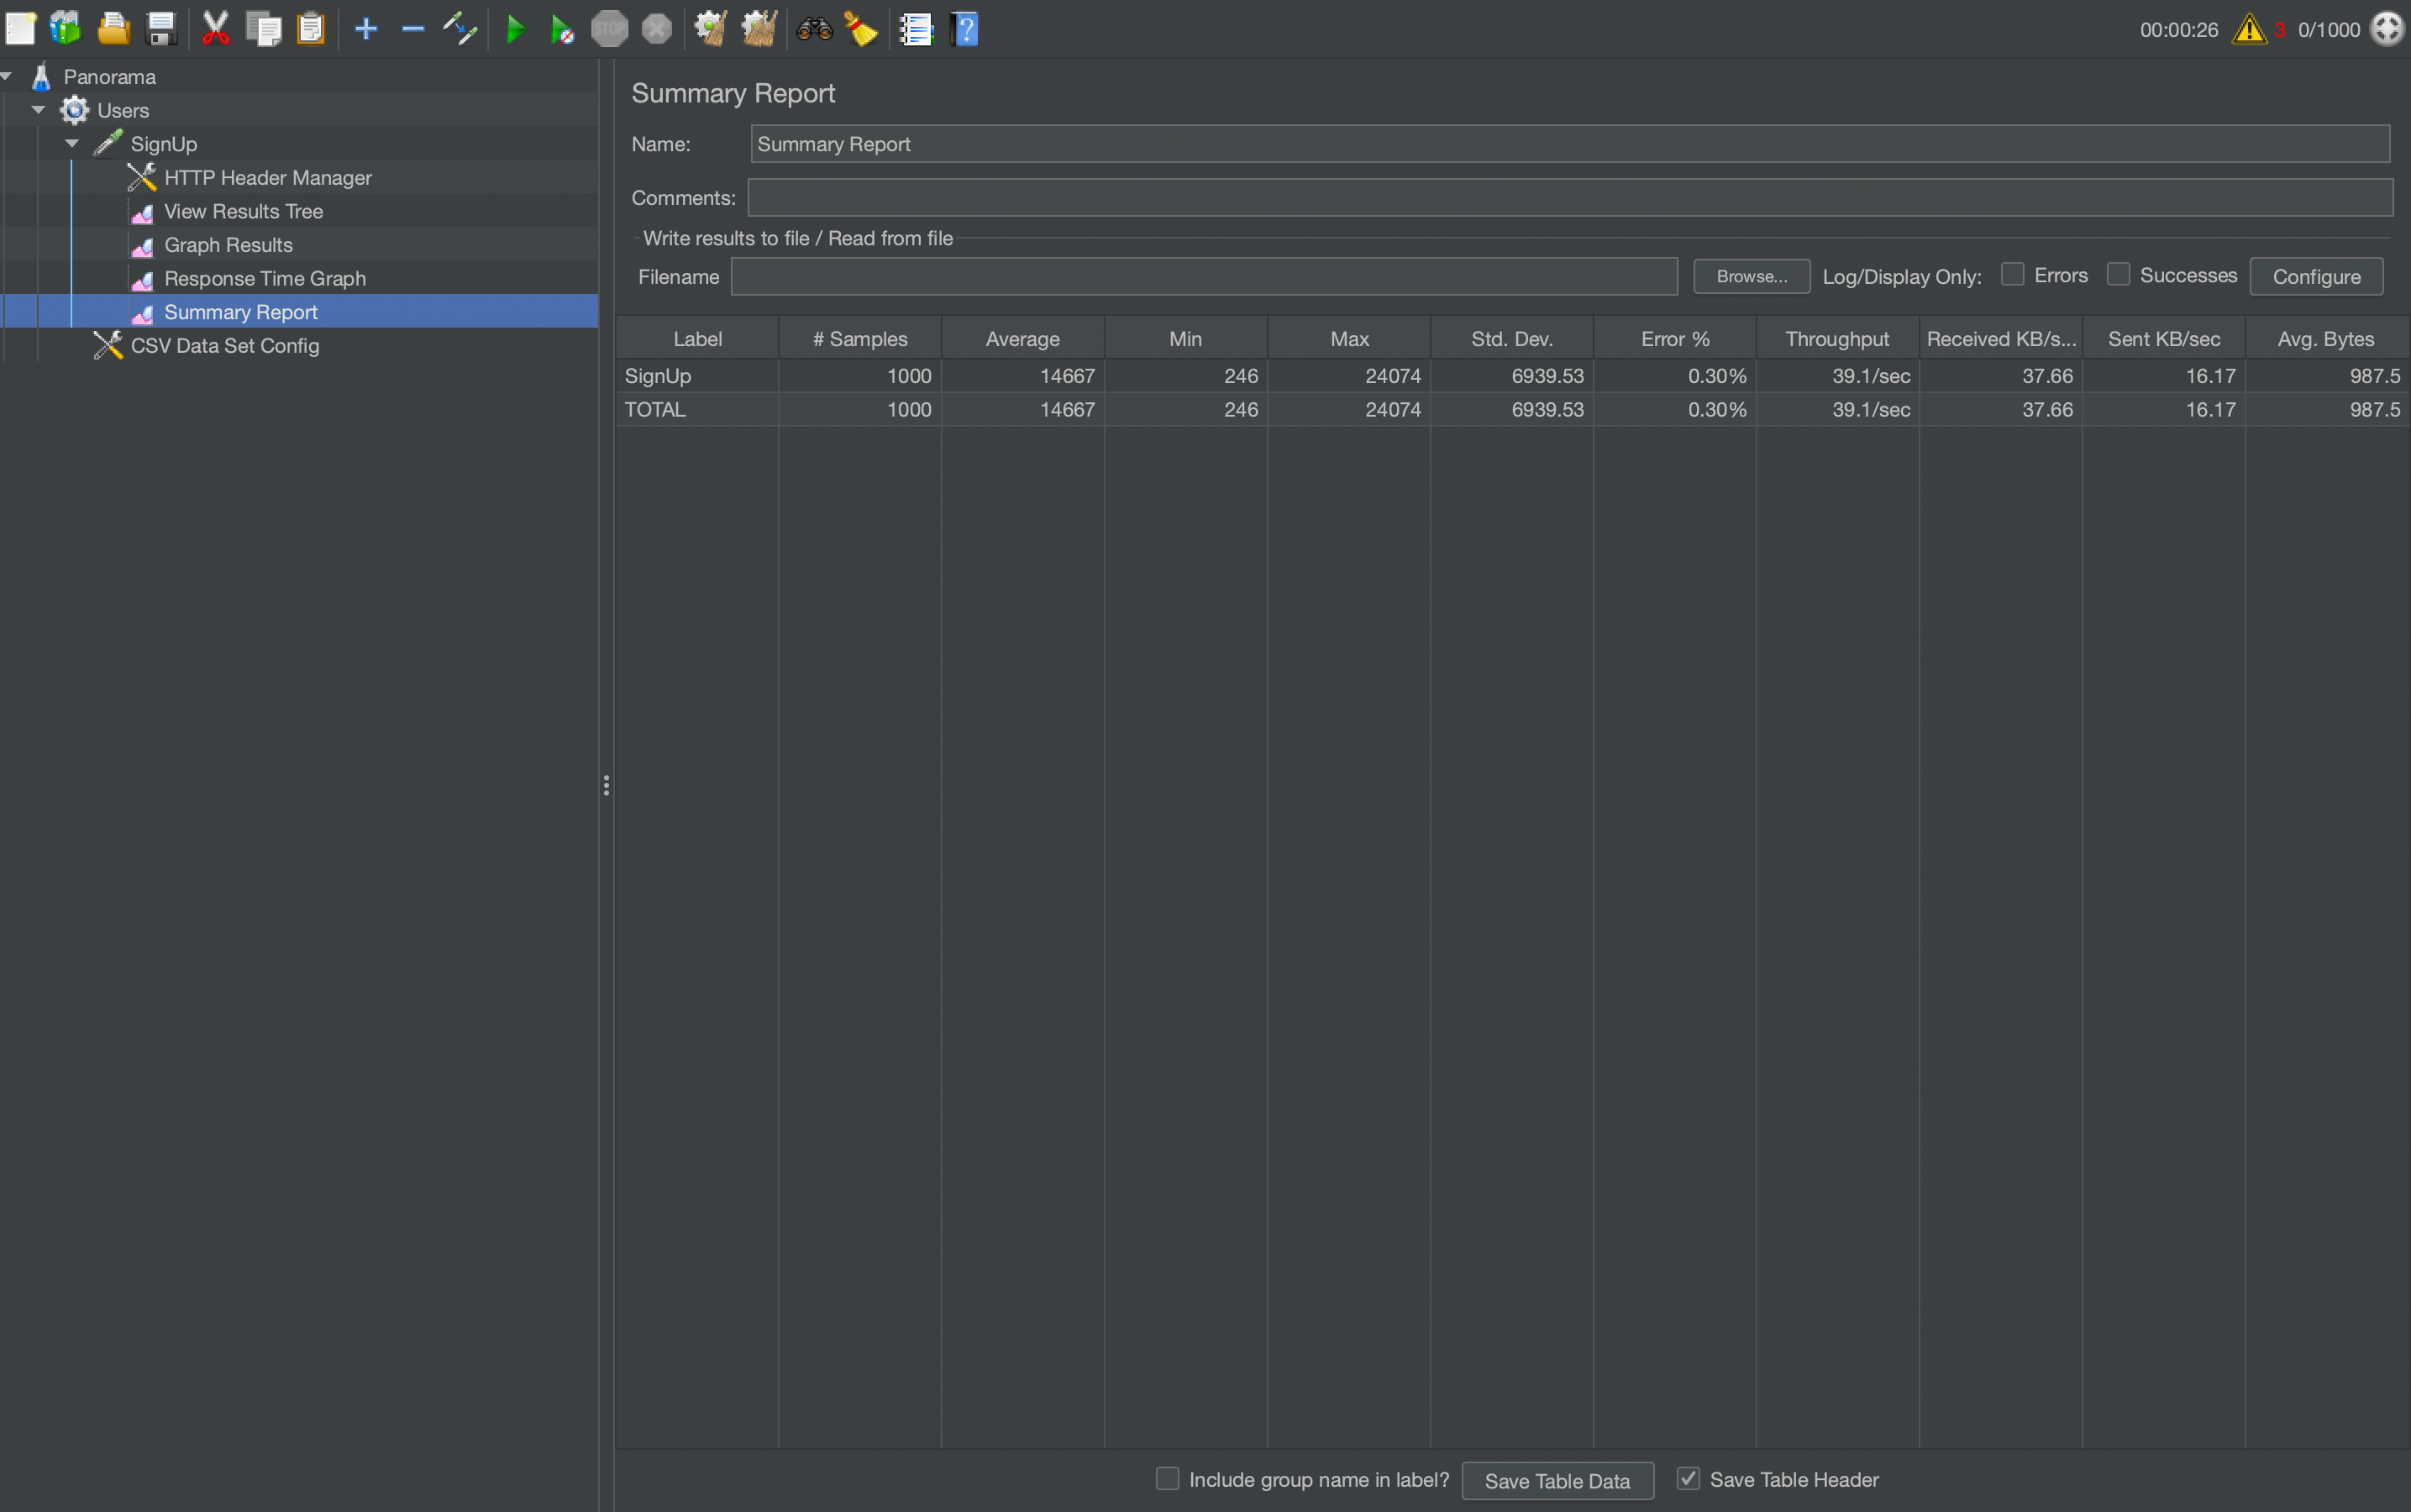 STOP
00:00:26 3 0/1000
Panorama
Users
SignUp
HTTP Header Manager
View Results Tree
Graph Results
Response Time Graph
Summary Report
CSV Data Set Config
Summary Report
Name: Summary Report
Comments:
Write results to file / Read from file
Filename Browse... Log/Display Only: Errors Successes Configure
Label # Samples Average Min Max Std. Dev. Error % Throughput Received KB/s... Sent KB/sec Avg. Bytes
SignUp 1000 14667 246 24074 6939.53 0.30% 39.1/sec 37.66 16.17 987.5
TOTAL 1000 14667 246 24074 6939.53 0.30% 39.1/sec 37.66 16.17 987.5
Include group name in label? Save Table Data Save Table Header